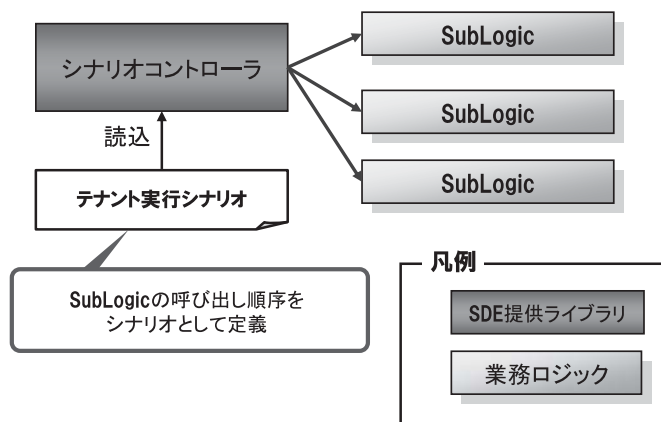 シナリオコントローラ
SubLogic
SubLogic
SubLogic
読込
テナント実行シナリオ
SubLogicの呼び出し順序を
シナリオとして定義
凡例
SDE提供ライブラリ
業務ロジック